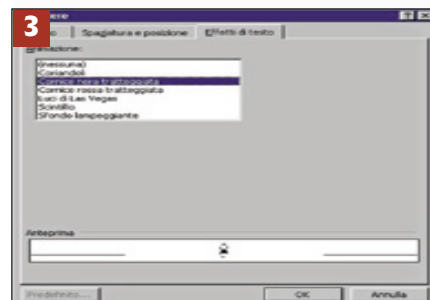 3
Spaziatura e posizione Effetti di testo
Animazione:
(nessuna)
Coriandoli
Cornice nera tratteggiata
Cornice rossa tratteggiata
Luci di Las Vegas
Scintillio
Sfondo lampeggiante
Anteprima
Predefinito... OK Annulla